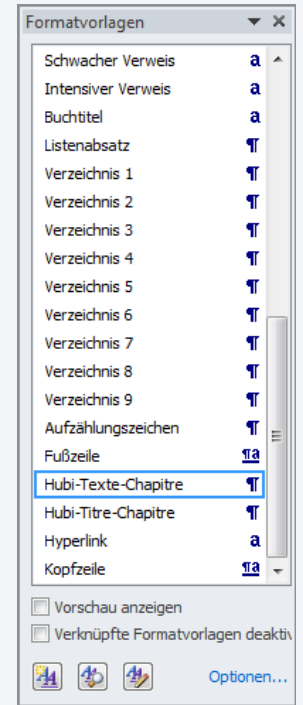 Formatvorlagen
Schwacher Verweis a
Intensiver Verweis a
Buchtitel a
Listenabsatz ¶
Verzeichnis 1 ¶
Verzeichnis 2 ¶
Verzeichnis 3 ¶
Verzeichnis 4 ¶
Verzeichnis 5 ¶
Verzeichnis 6 ¶
Verzeichnis 7 ¶
Verzeichnis 8 ¶
Verzeichnis 9 ¶
Aufzählungszeichen ¶
Fußzeile ¶a
Hubi-Texte-Chapitre ¶
Hubi-Titre-Chapitre ¶
Hyperlink a
Kopfzeile ¶a
Vorschau anzeigen
Verknüpfte Formatvorlagen deaktiv
Optionen...